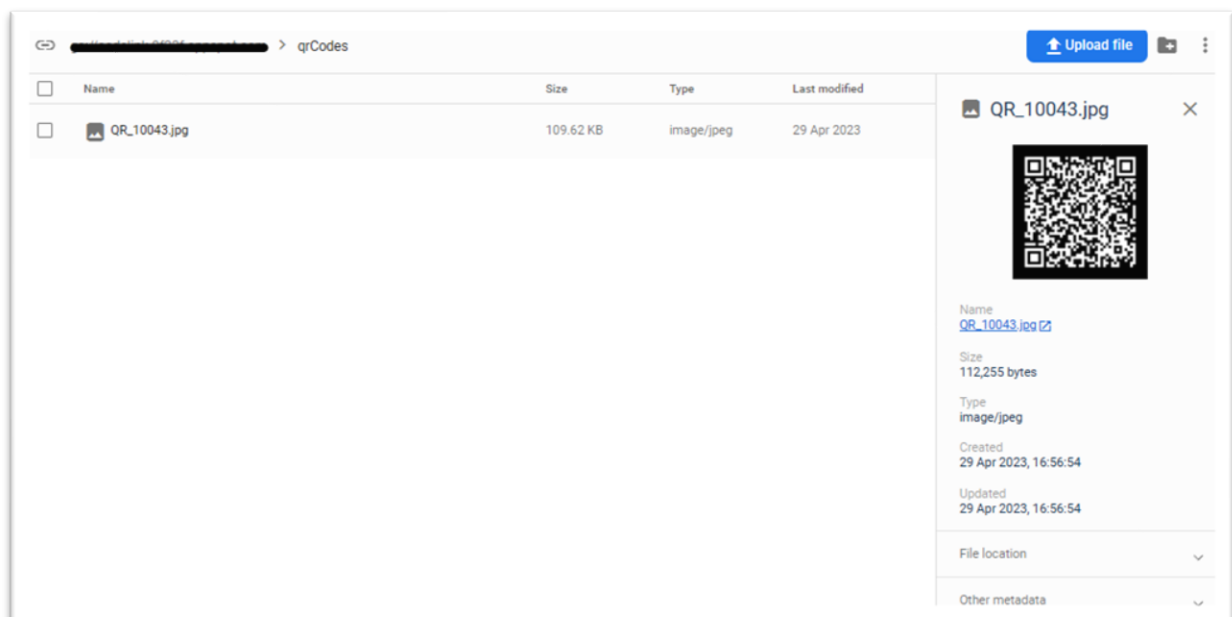 qrCodes
Upload file
Name Size Type Last modified
QR_10043.jpg 109.62 KB image/jpeg 29 Apr 2023
QR_10043.jpg
Name
QR_10043.jpg
Size
112,255 bytes
Type
image/jpeg
Created
29 Apr 2023, 16:56:54
Updated
29 Apr 2023, 16:56:54
File location
Other metadata